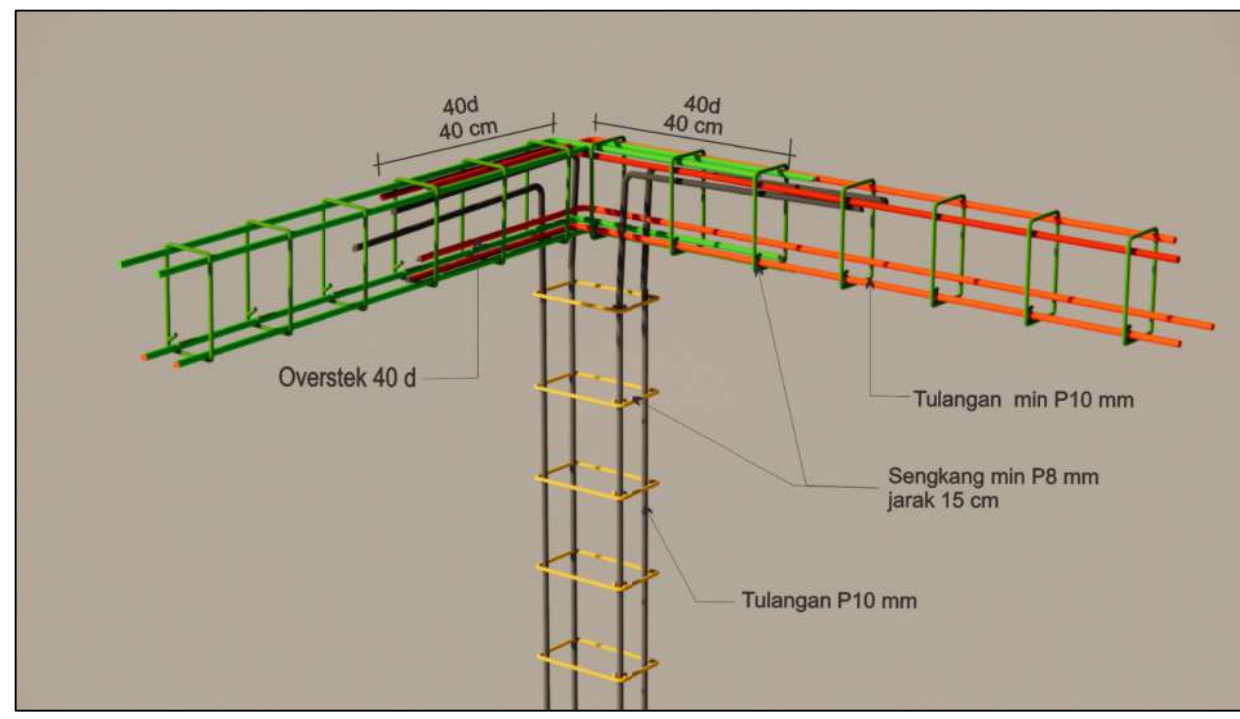 40d
40 cm
40d
40 cm
Overstek 40 d
Tulangan min P10 mm
Sengkang min P8 mm
jarak 15 cm
Tulangan P10 mm